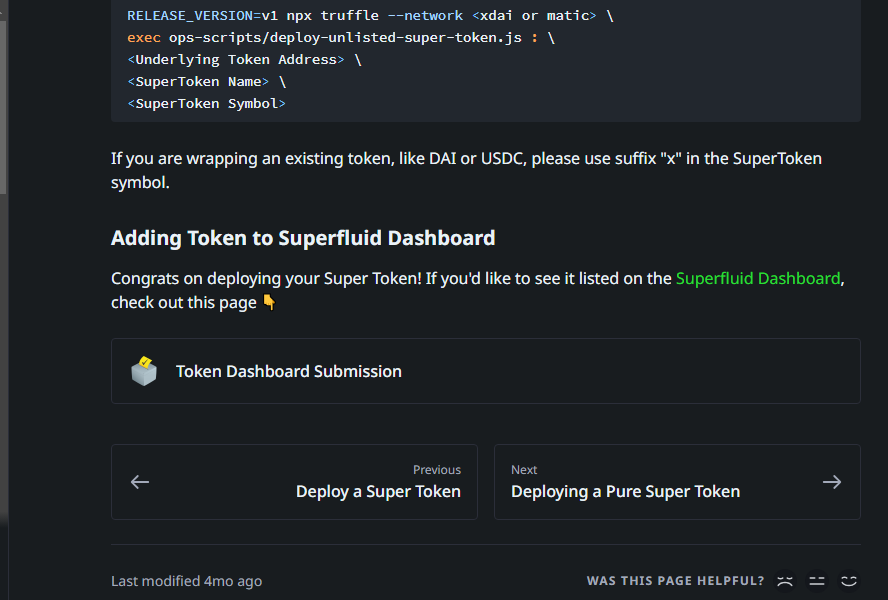 RELEASE_VERSION=v1 npx truffle --network <xdai or matic> \
exec ops-scripts/deploy-unlisted-super-token.js : \
<Underlying Token Address> \
<SuperToken Name> \
<SuperToken Symbol>
If you are wrapping an existing token, like DAI or USDC, please use suffix "x" in the SuperToken
symbol.
Adding Token to Superfluid Dashboard
Congrats on deploying your Super Token! If you'd like to see it listed on the Superfluid Dashboard,
check out this page 👇
Token Dashboard Submission
Previous
Deploy a Super Token
Next
Deploying a Pure Super Token
Last modified 4mo ago
WAS THIS PAGE HELPFUL?